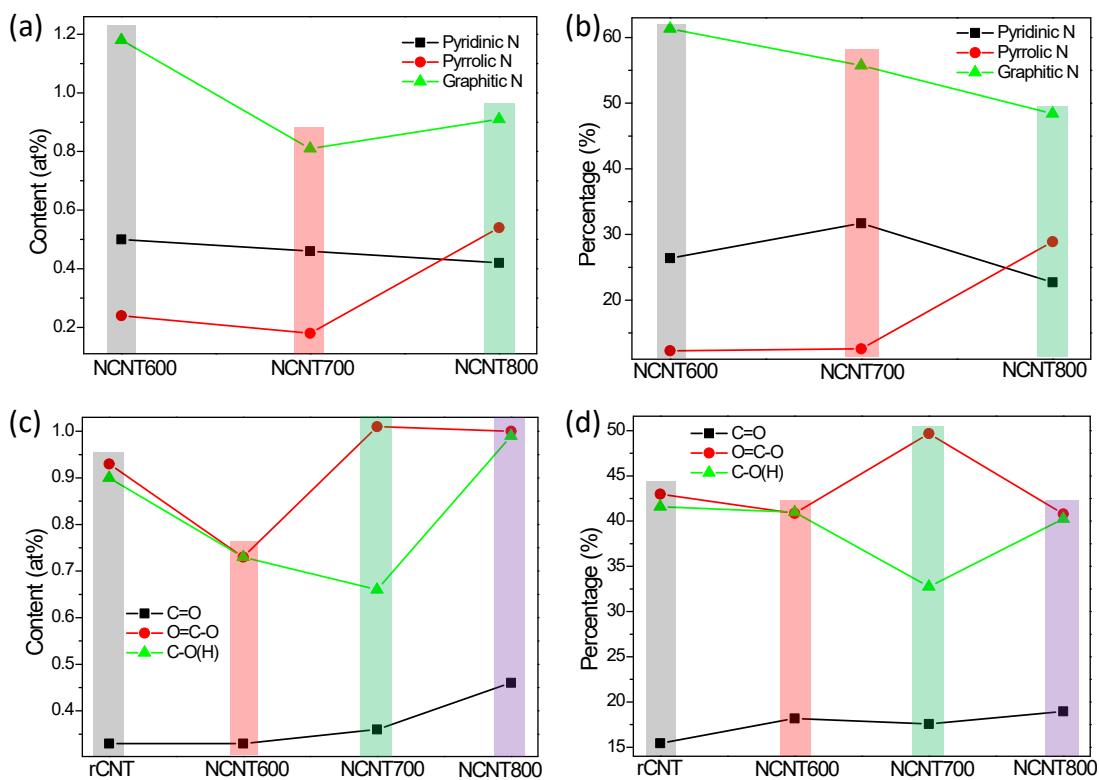 (a)
Content (at%)
1.2
1.0
0.8
0.6
0.4
0.2
Pyridinic N
Pyrrolic N
Graphitic N
NCNT600 NCNT700 NCNT800
(b)
Percentage (%)
60
50
40
30
20
Pyridinic N
Pyrrolic N
Graphitic N
NCNT600 NCNT700 NCNT800
(c)
Content (at%)
1.0
0.9
0.8
0.7
0.6
0.5
0.4
C=O
O=C-O
C-O(H)
rCNT NCNT600 NCNT700 NCNT800
(d)
Percentage (%)
50
45
40
35
30
25
20
15
C=O
O=C-O
C-O(H)
rCNT NCNT600 NCNT700 NCNT800